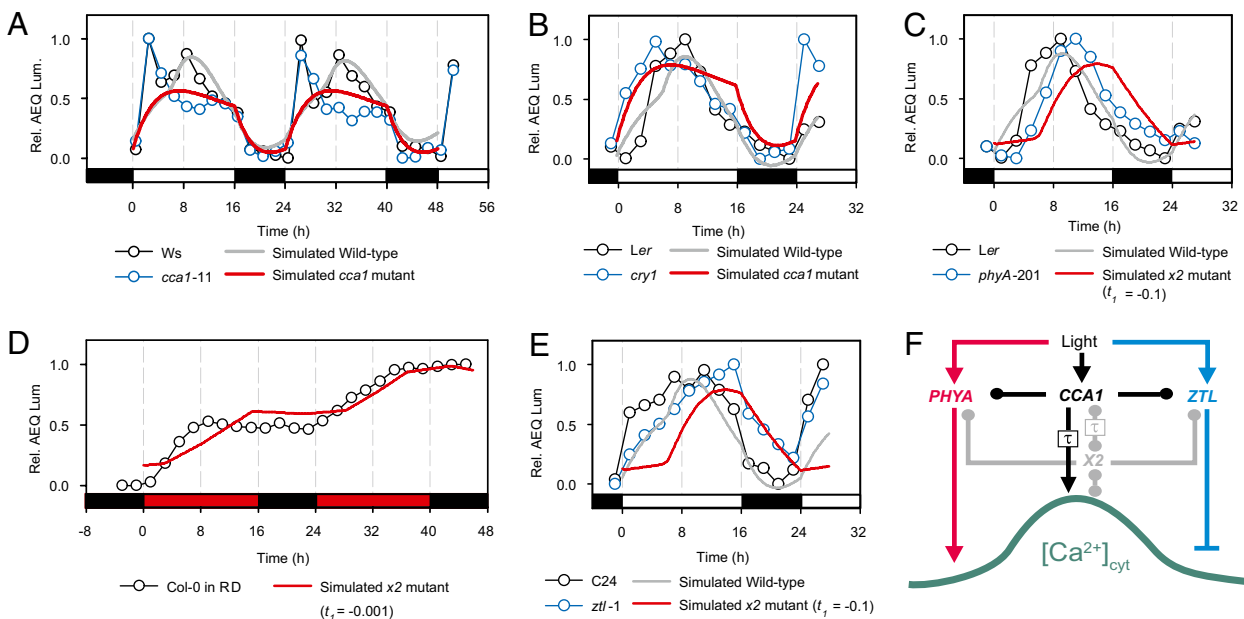 A
Rel. AEQ Lum.
1.0
0.5
0.0
0 8 16 24 32 40 48 56
Time (h)
Ws
Simulated Wild-type
cca1-11
Simulated cca1 mutant
B
Rel. AEQ Lum
1.0
0.5
0.0
0 8 16 24 32
Time (h)
Ler
Simulated Wild-type
cry1
Simulated cca1 mutant
C
Rel. AEQ Lum
1.0
0.5
0.0
0 8 16 24 32
Time (h)
Ler
Simulated Wild-type
phyA-201
Simulated x2 mutant
(t1 = -0.1)
D
Rel. AEQ Lum.
1.0
0.5
0.0
-8 0 8 16 24 32 40 48
Time (h)
Col-0 in RD
Simulated x2 mutant
(t1 = -0.001)
E
Rel. AEQ Lum
1.0
0.5
0.0
0 8 16 24 32
Time (h)
C24
Simulated Wild-type
ztl-1
Simulated x2 mutant (t1 = -0.1)
F
Light
PHYA CCA1 ZTL
τ τ
X2
[Ca2+]cyt